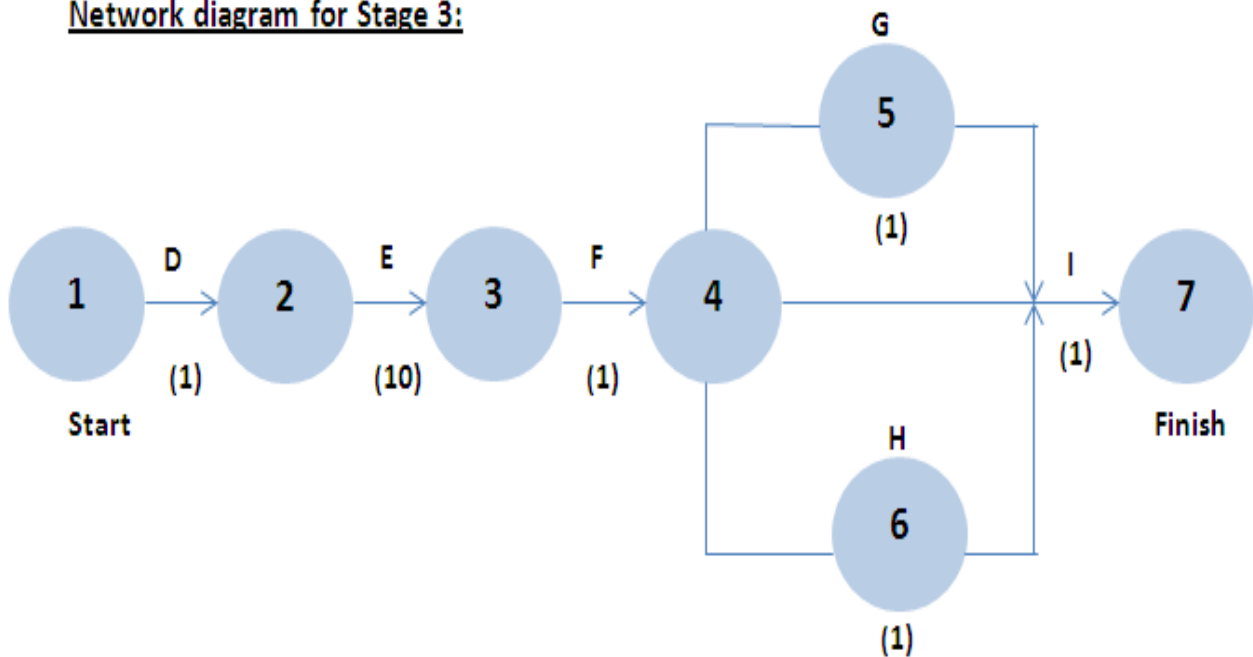 Network diagram for Stage 3:
G
5
(1)
D
E
F
I
1
2
3
4
7
(1)
(10)
(1)
(1)
Start
Finish
H
6
(1)